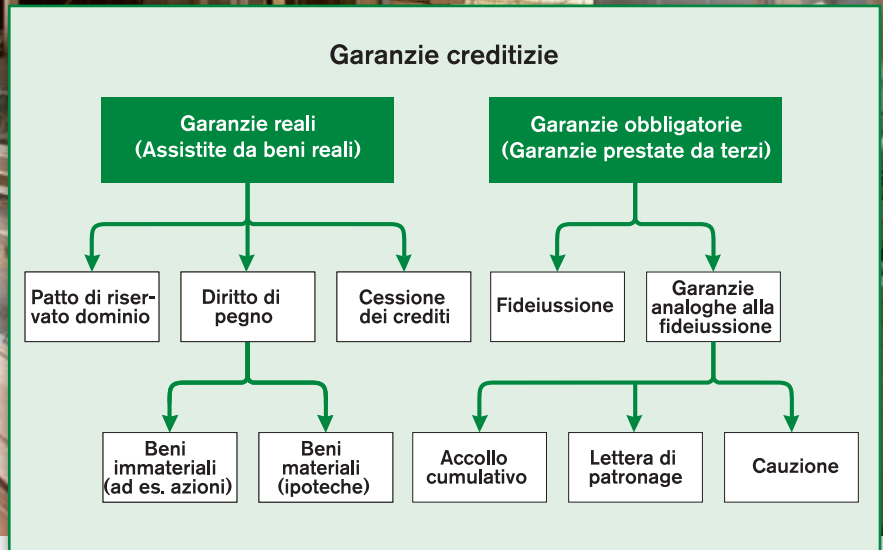 Garanzie creditizie
Garanzie reali
(Assistite da beni reali)
Garanzie obbligatorie
(Garanzie prestate da terzi)
Patto di riser-
vato dominio
Diritto di
pegno
Cessione
dei crediti
Fideiussione
Garanzie
analoghe alla
fideiussione
Beni
immateriali
(ad es. azioni)
Beni
materiali
(ipoteche)
Accollo
cumulativo
Lettera di
patronage
Cauzione